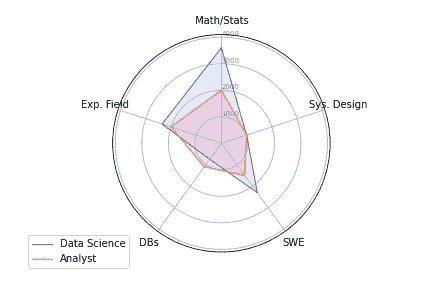 Math/Stats
4000
3000
2000
1000
Exp. Field
Sys. Design
DBs
SWE
Data Science
Analyst